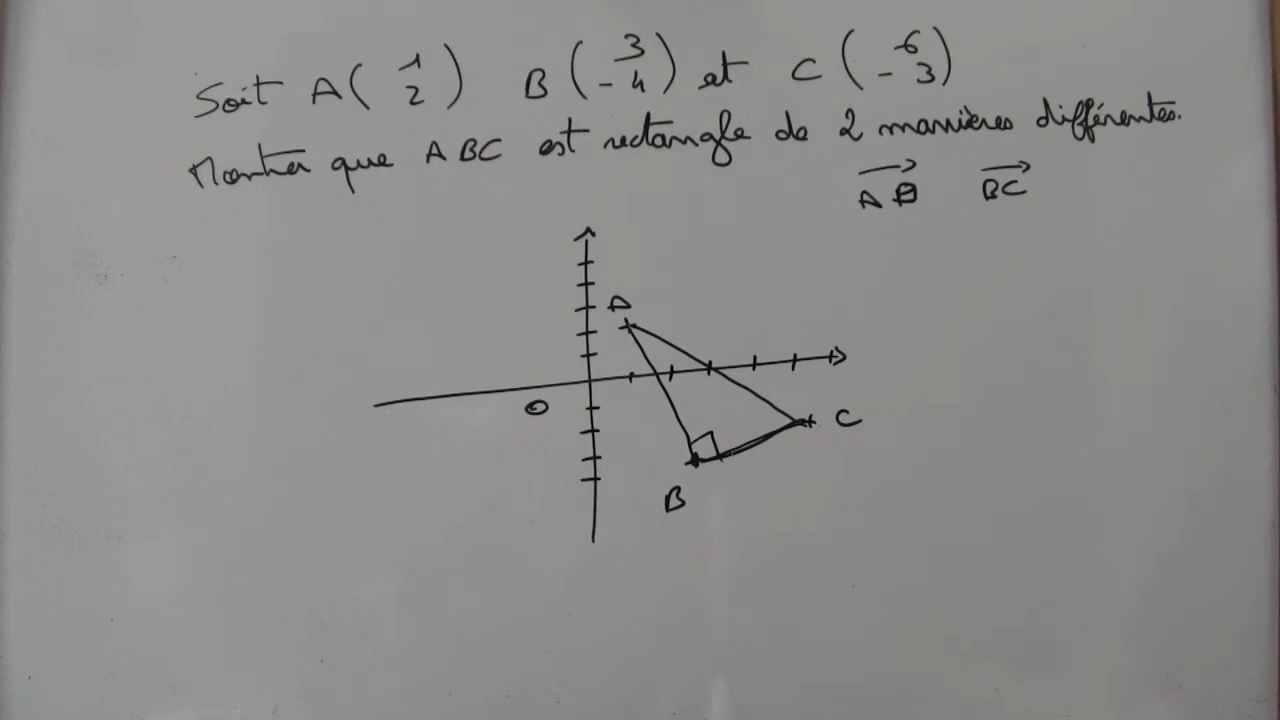 Soit A ( 1 2 ) B ( 3 -4 ) et C ( 6 -3 )
Montrer que ABC est rectangle de 2 manières différentes.
AB BC
A
O
C
B